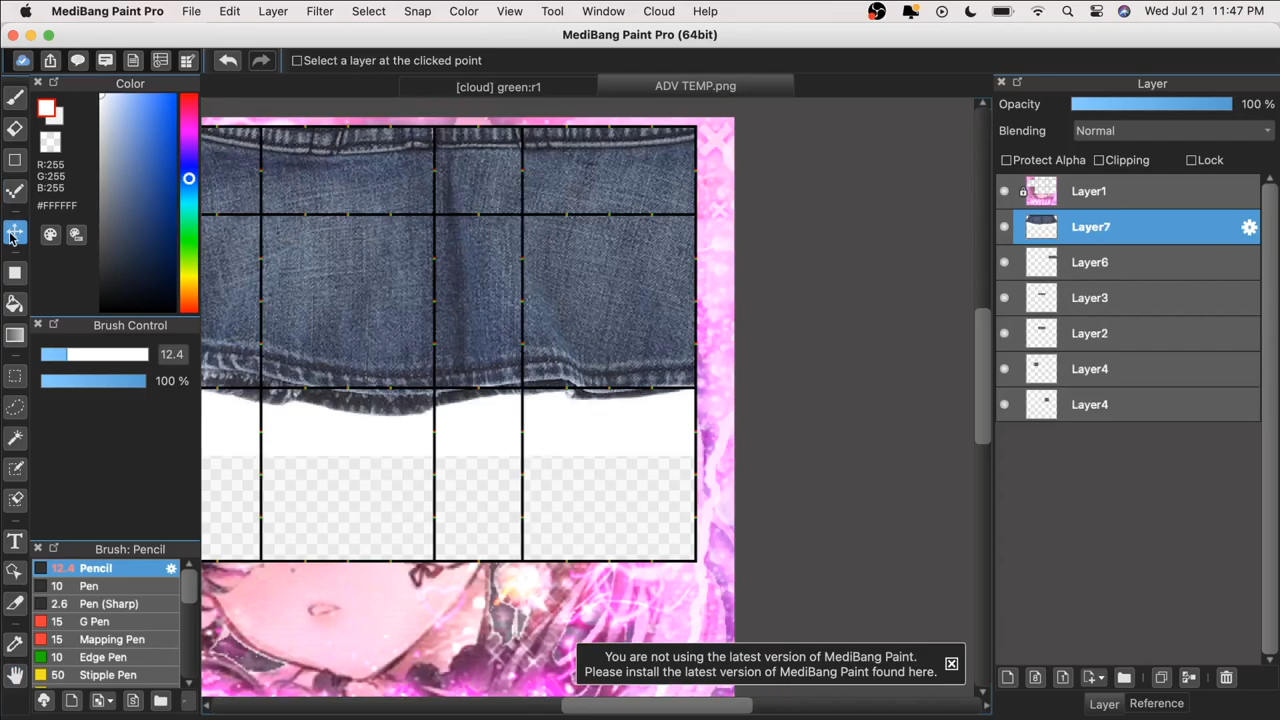 MediBang Paint Pro File Edit Layer Filter Select Snap Color View Tool Window Cloud Help Wed Jul 21 11:47 PM
MediBang Paint Pro (64bit)
Select a layer at the clicked point
Color
[cloud] green:r1
ADV TEMP.png
Layer
Opacity 100 %
Blending Normal
Protect Alpha Clipping Lock
R:255
G:255
B:255
#FFFFFF
Layer1
Layer7
Layer6
Layer3
Layer2
Layer4
Layer4
Brush Control
12.4
100 %
Brush: Pencil
12.4 Pencil
10 Pen
2.6 Pen (Sharp)
15 G Pen
15 Mapping Pen
10 Edge Pen
50 Stipple Pen
T
You are not using the latest version of MediBang Paint.
Please install the latest version of MediBang Paint found here.
8 1
Layer Reference